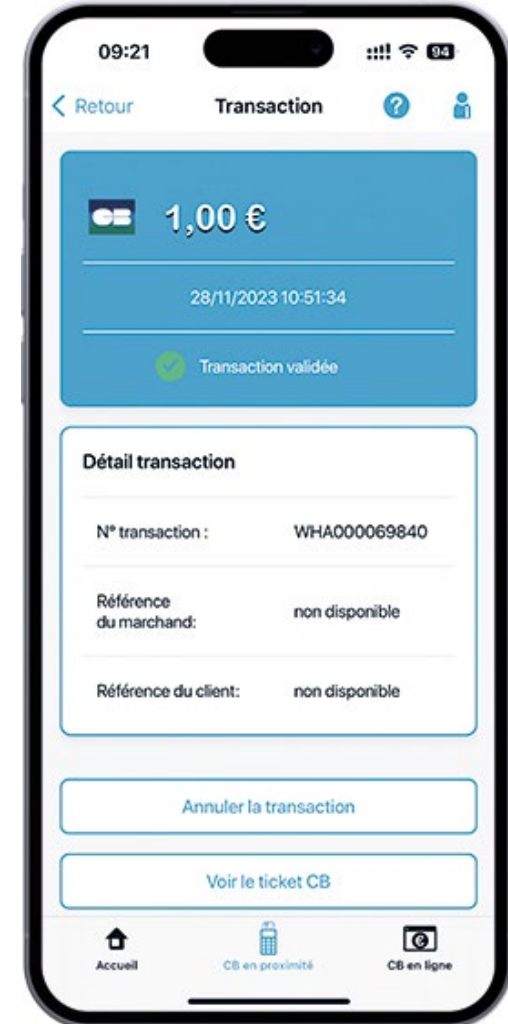 09:21
94
Retour Transaction ?
CB 1,00 €
28/11/2023 10:51:34
Transaction validée
Détail transaction
N° transaction : WHA000069840
Référence
du marchand: non disponible
Référence du client: non disponible
Annuler la transaction
Voir le ticket CB
Accueil CB en proximité CB en ligne